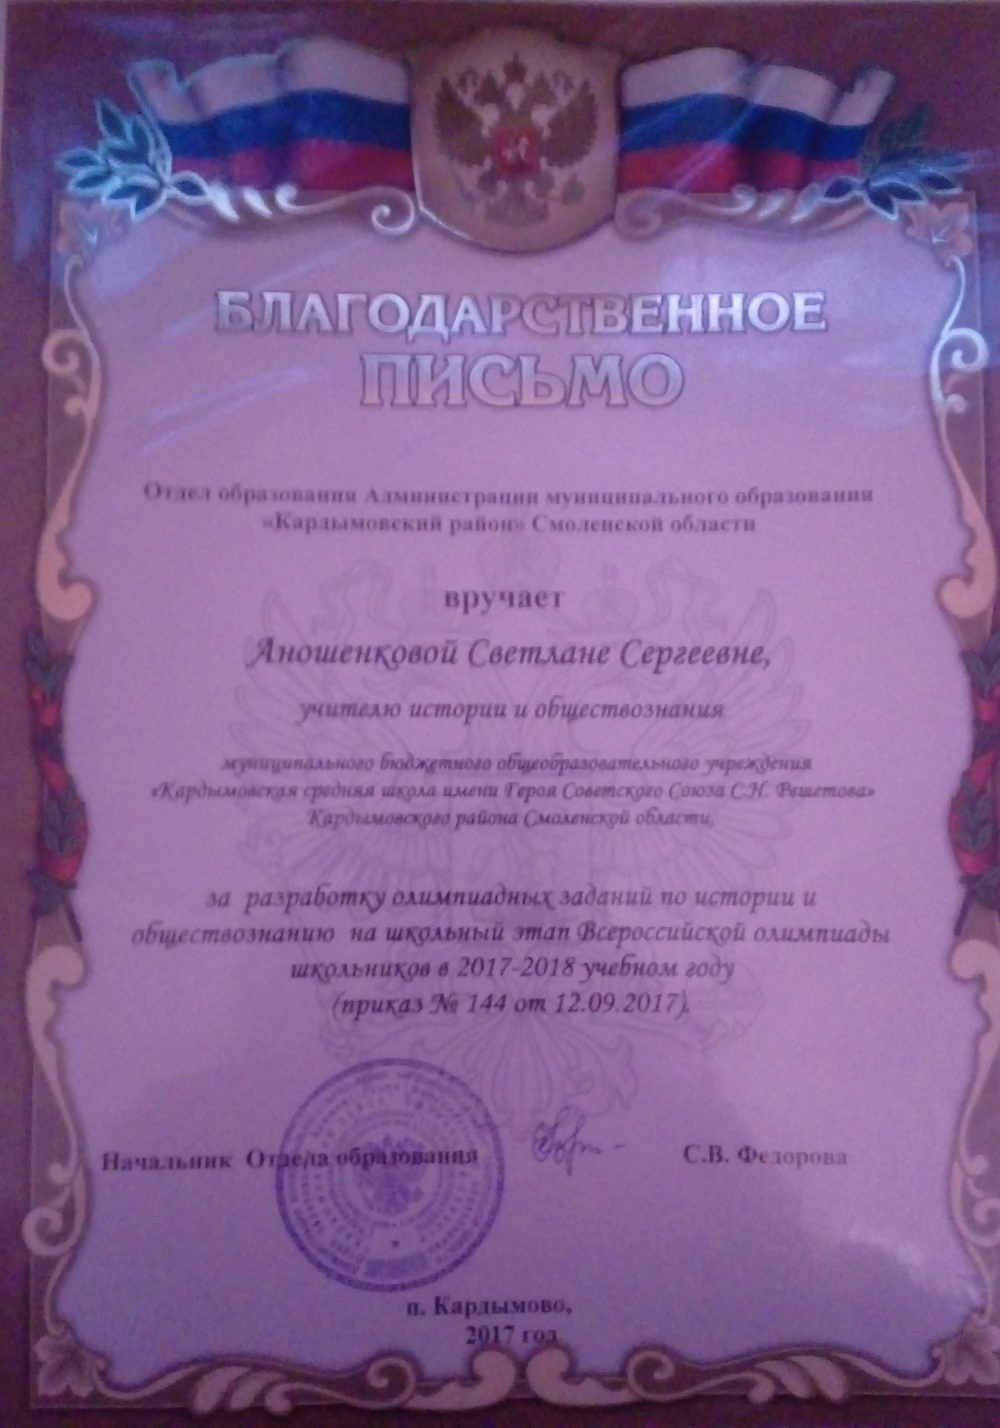 БЛАГОДАРСТВЕННОЕ
ПИСЬМО
Отдел образования Администрации муниципального образования
«Кардымовский район» Смоленской области
вручает
Аношенковой Светлане Сергеевне,
учителю истории и обществознания
муниципального бюджетного общеобразовательного учреждения
«Кардымовская средняя школа имени Героя Советского Союза С.Н. Решетова»
Кардымовского района Смоленской области,
за разработку олимпиадных заданий по истории и
обществознанию на школьный этап Всероссийской олимпиады
школьников в 2017-2018 учебном году
(приказ № 144 от 12.09.2017).
Начальник Отдела образования С.В. Федорова
п. Кардымово,
2017 год